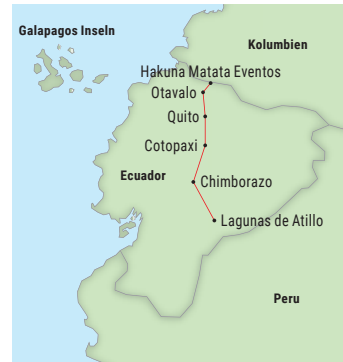 Galapagos Inseln
Kolumbien
Hakuna Matata Eventos
Otavalo
Quito
Cotopaxi
Ecuador
Chimborazo
Lagunas de Atillo
Peru